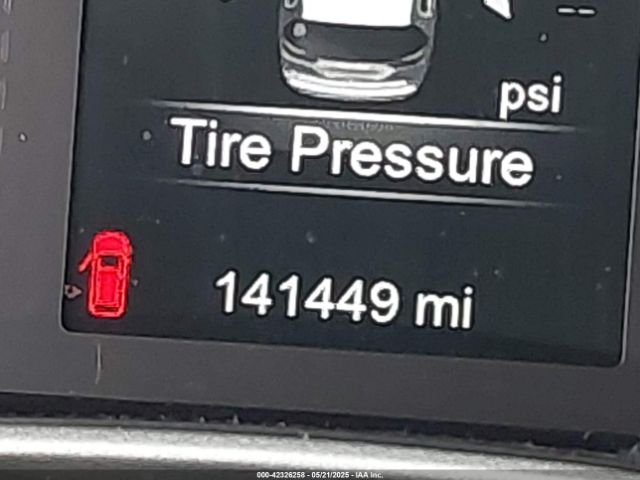 --
psi
Tire Pressure
141449 mi
000-42326258 - 05/21/2025 - IAA Inc.